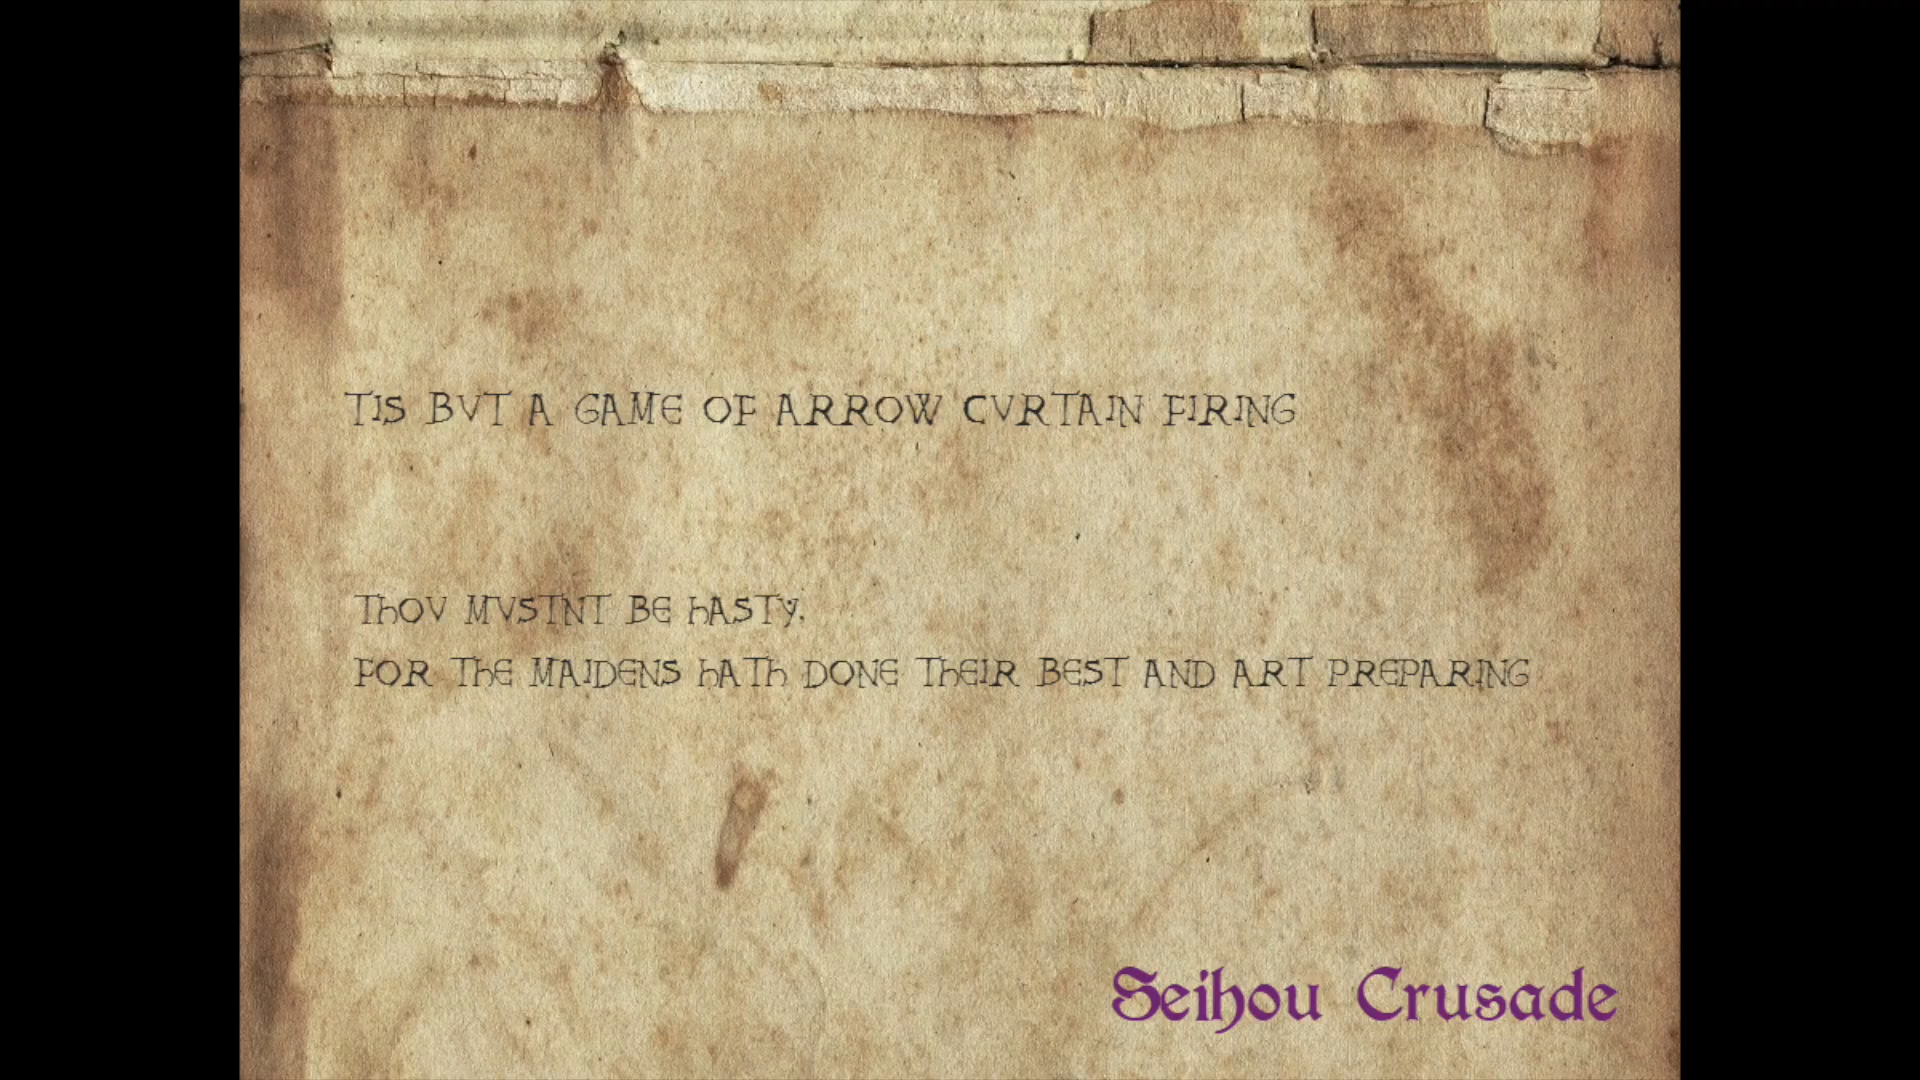 TIS BVT A GAME OF ARROW CVRTAIN FIRING
ThOV MVSTNT BE hASTY,
FOR ThE MAIDENS hATh DONE ThEIR BEST AND ART PREPARING
Seihou Crusade